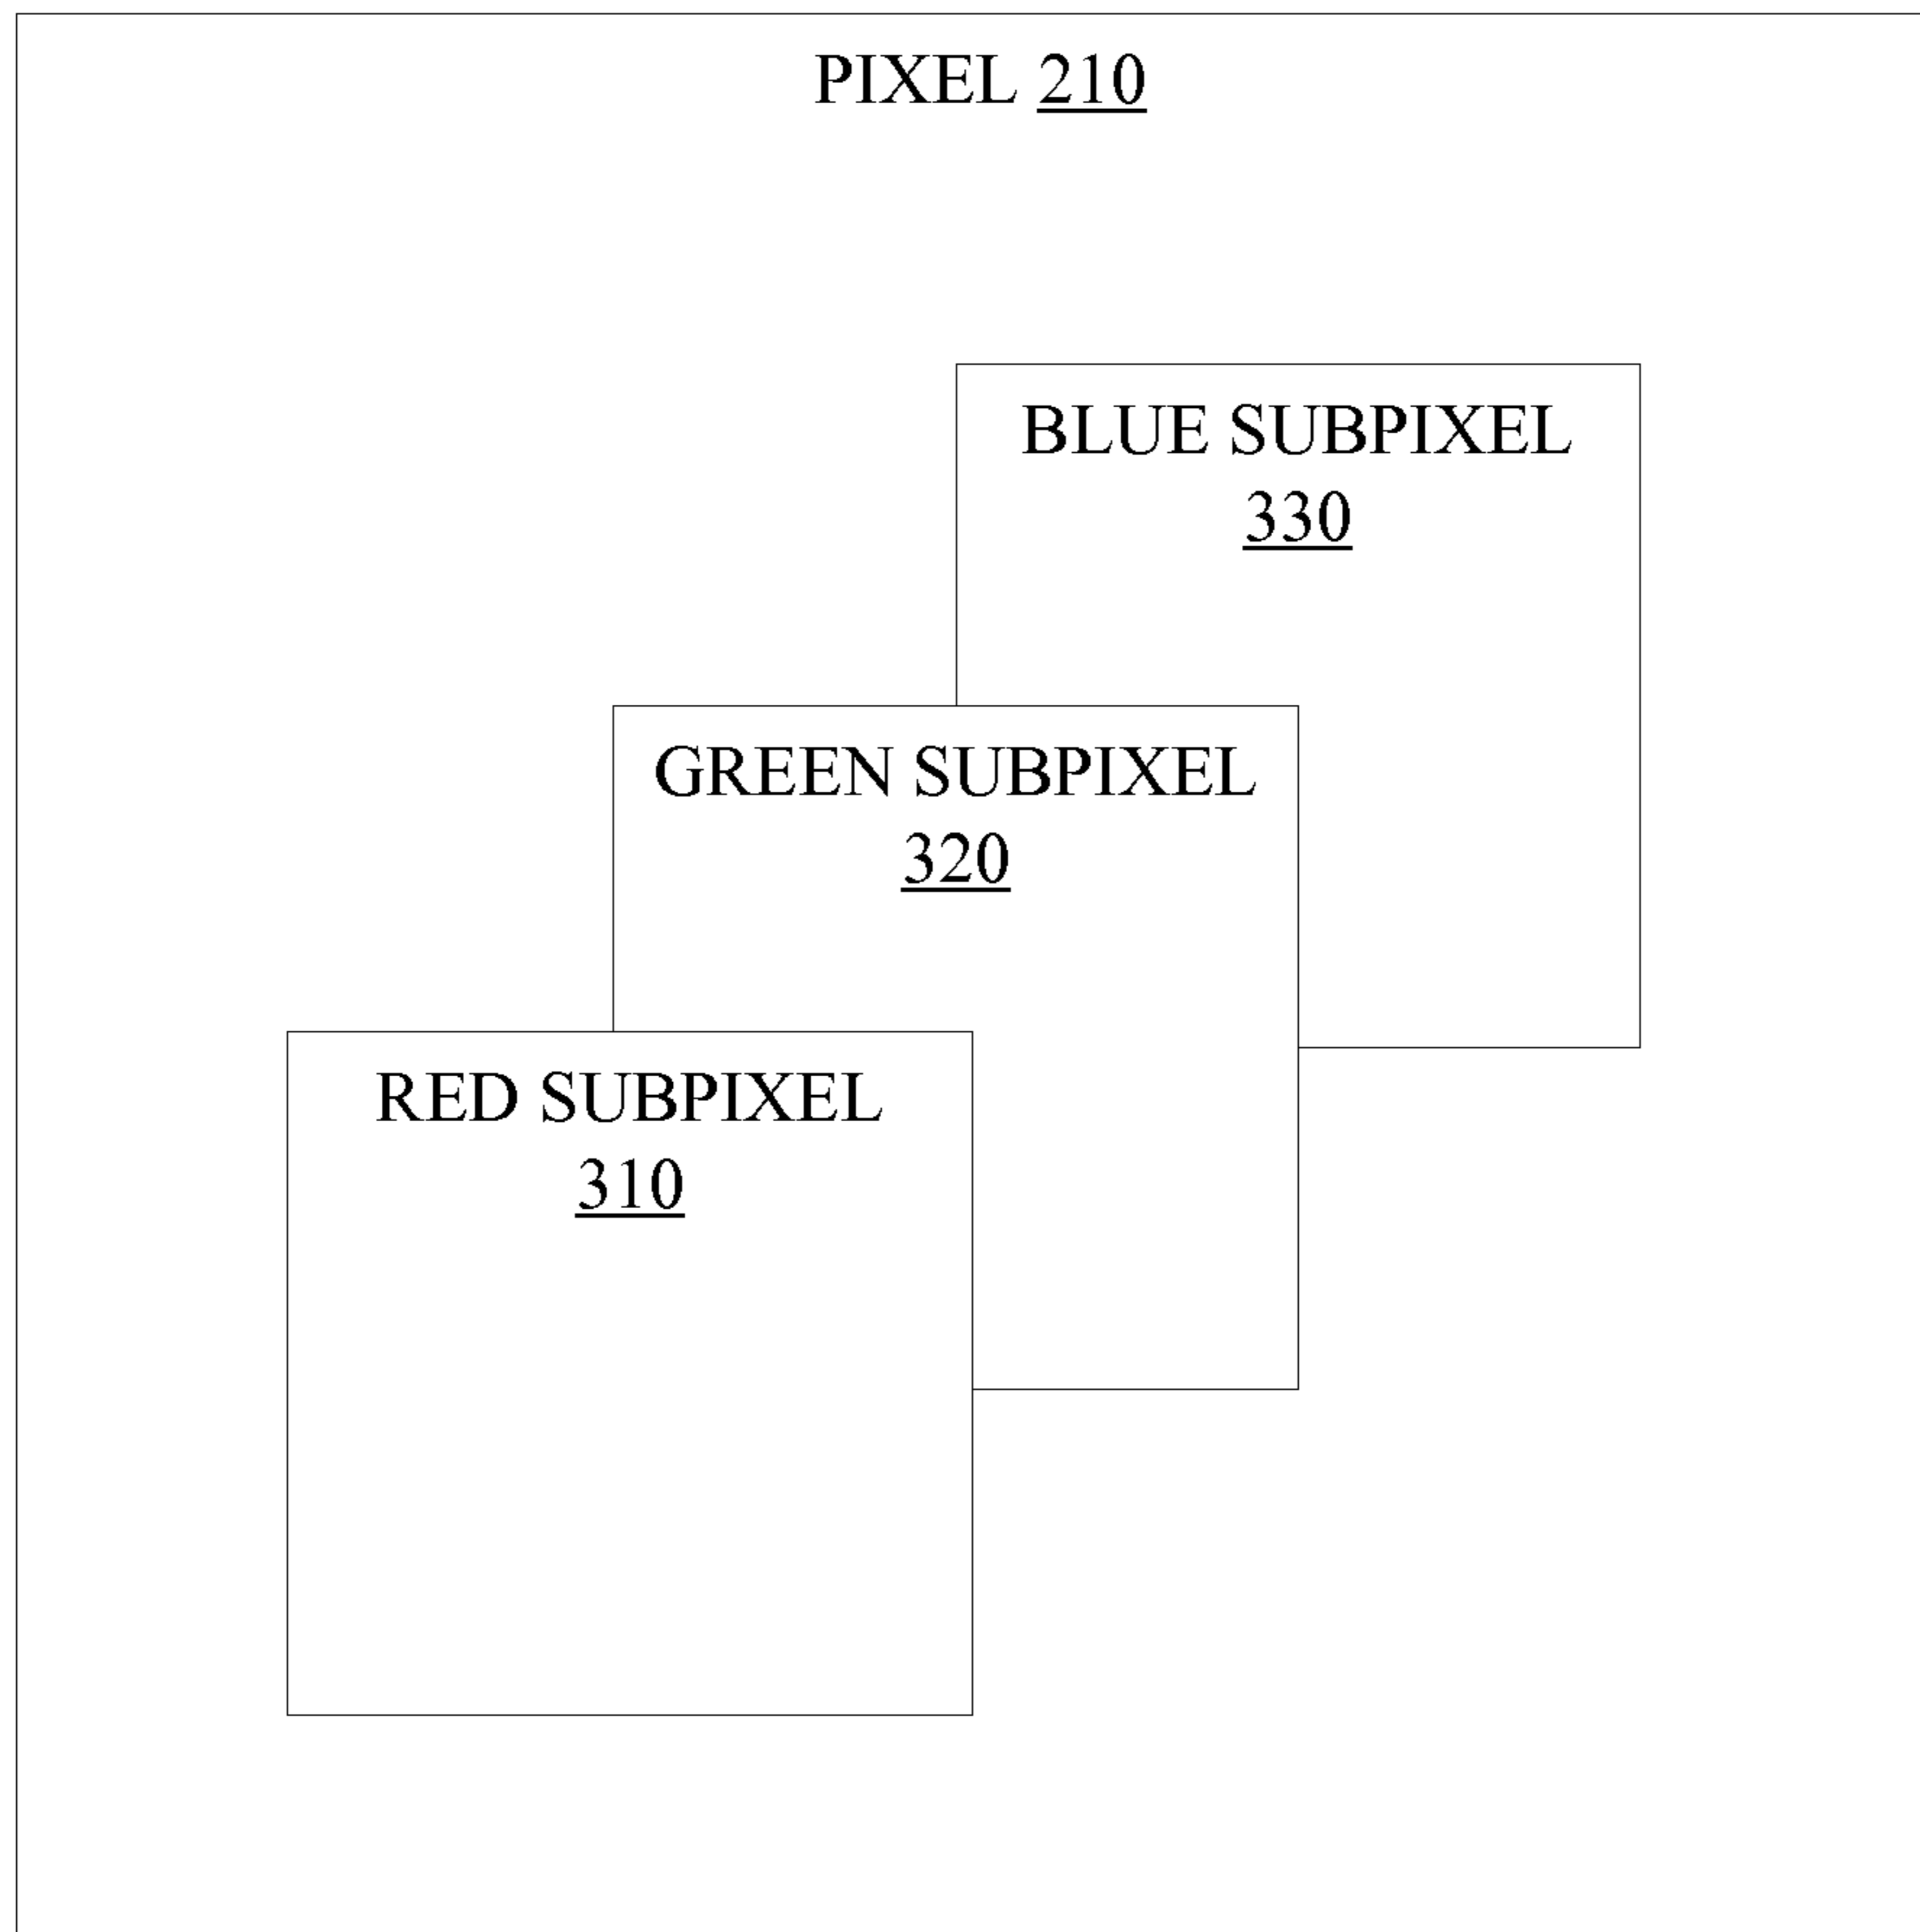 PIXEL 210
BLUE SUBPIXEL
330
GREEN SUBPIXEL
320
RED SUBPIXEL
310